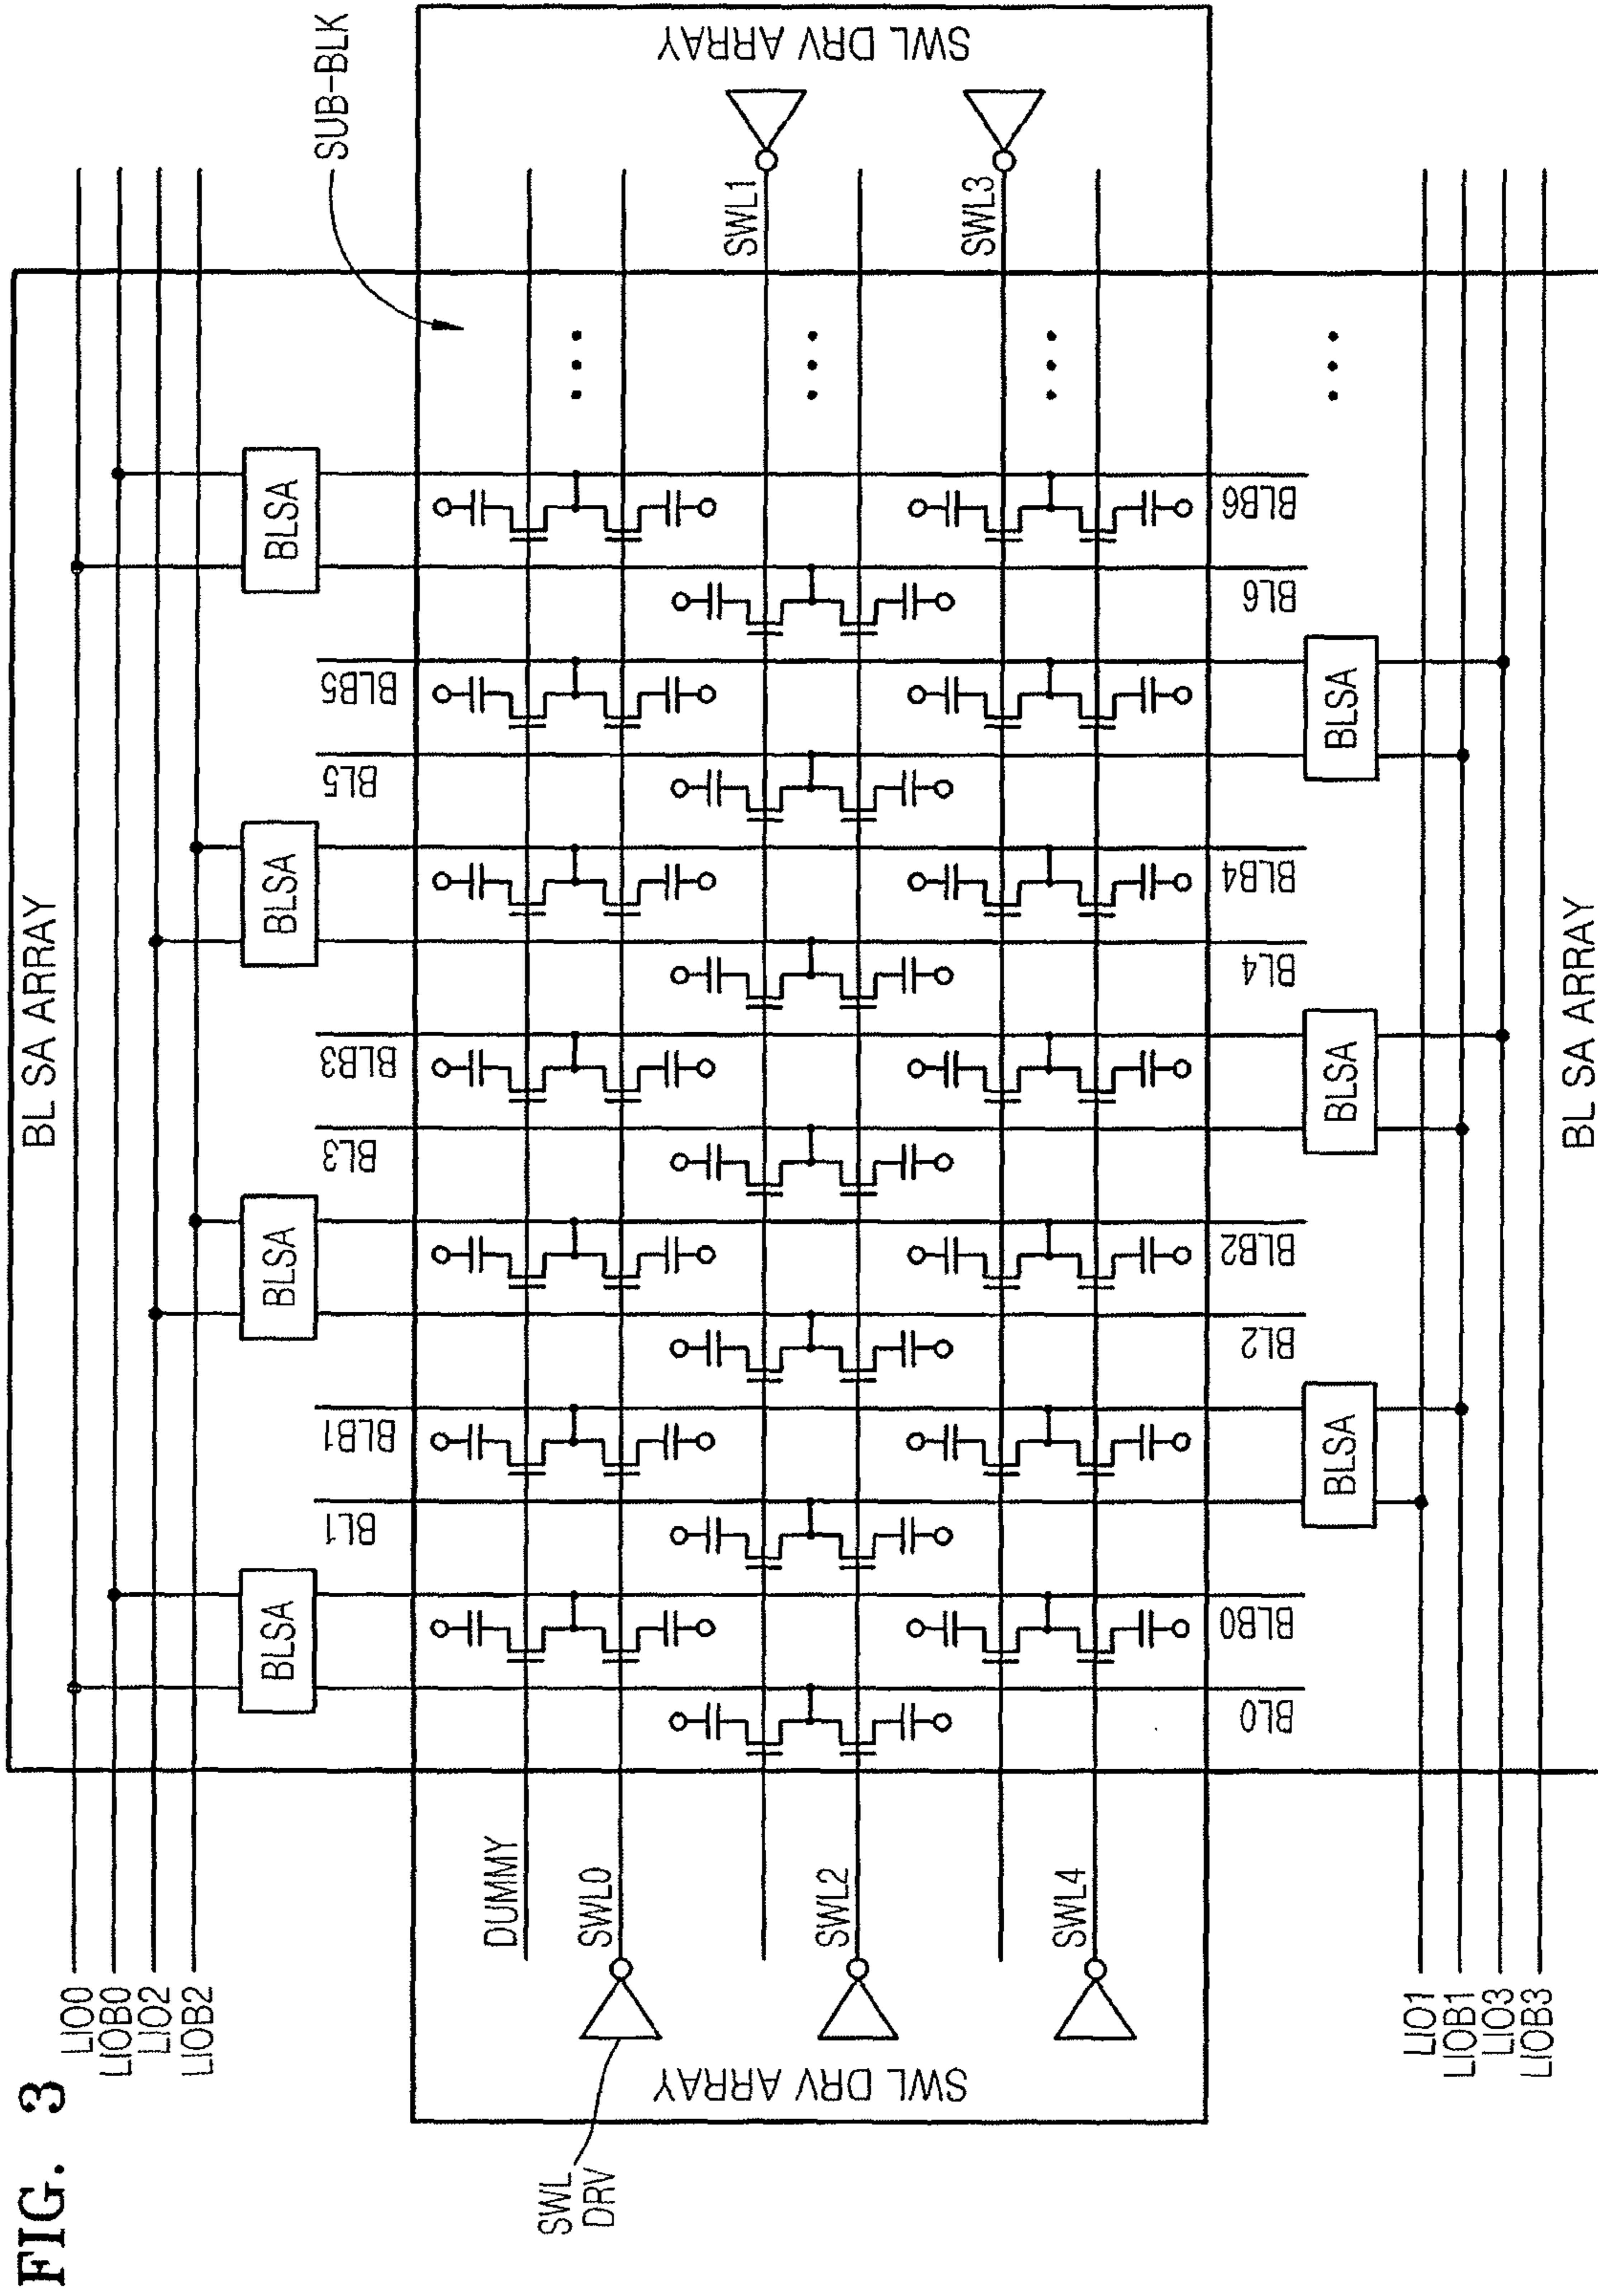 FIG. 3
BL SA ARRAY
LIO0
LIOB0
LIO2
LIOB2
BLSA
BLSA
BLSA
BLSA
SUB-BLK
BL1
BLB1
BL3
BLB3
BL5
BLB5
SWL DRV ARRAY
SWL DRV ARRAY
SWL
DRV
DUMMY
SWL0
SWL1
SWL2
SWL3
SWL4
BL0
BLB0
BL2
BLB2
BL4
BLB4
BL6
BLB6
BLSA
BLSA
BLSA
LIO1
LIOB1
LIO3
LIOB3
BL SA ARRAY